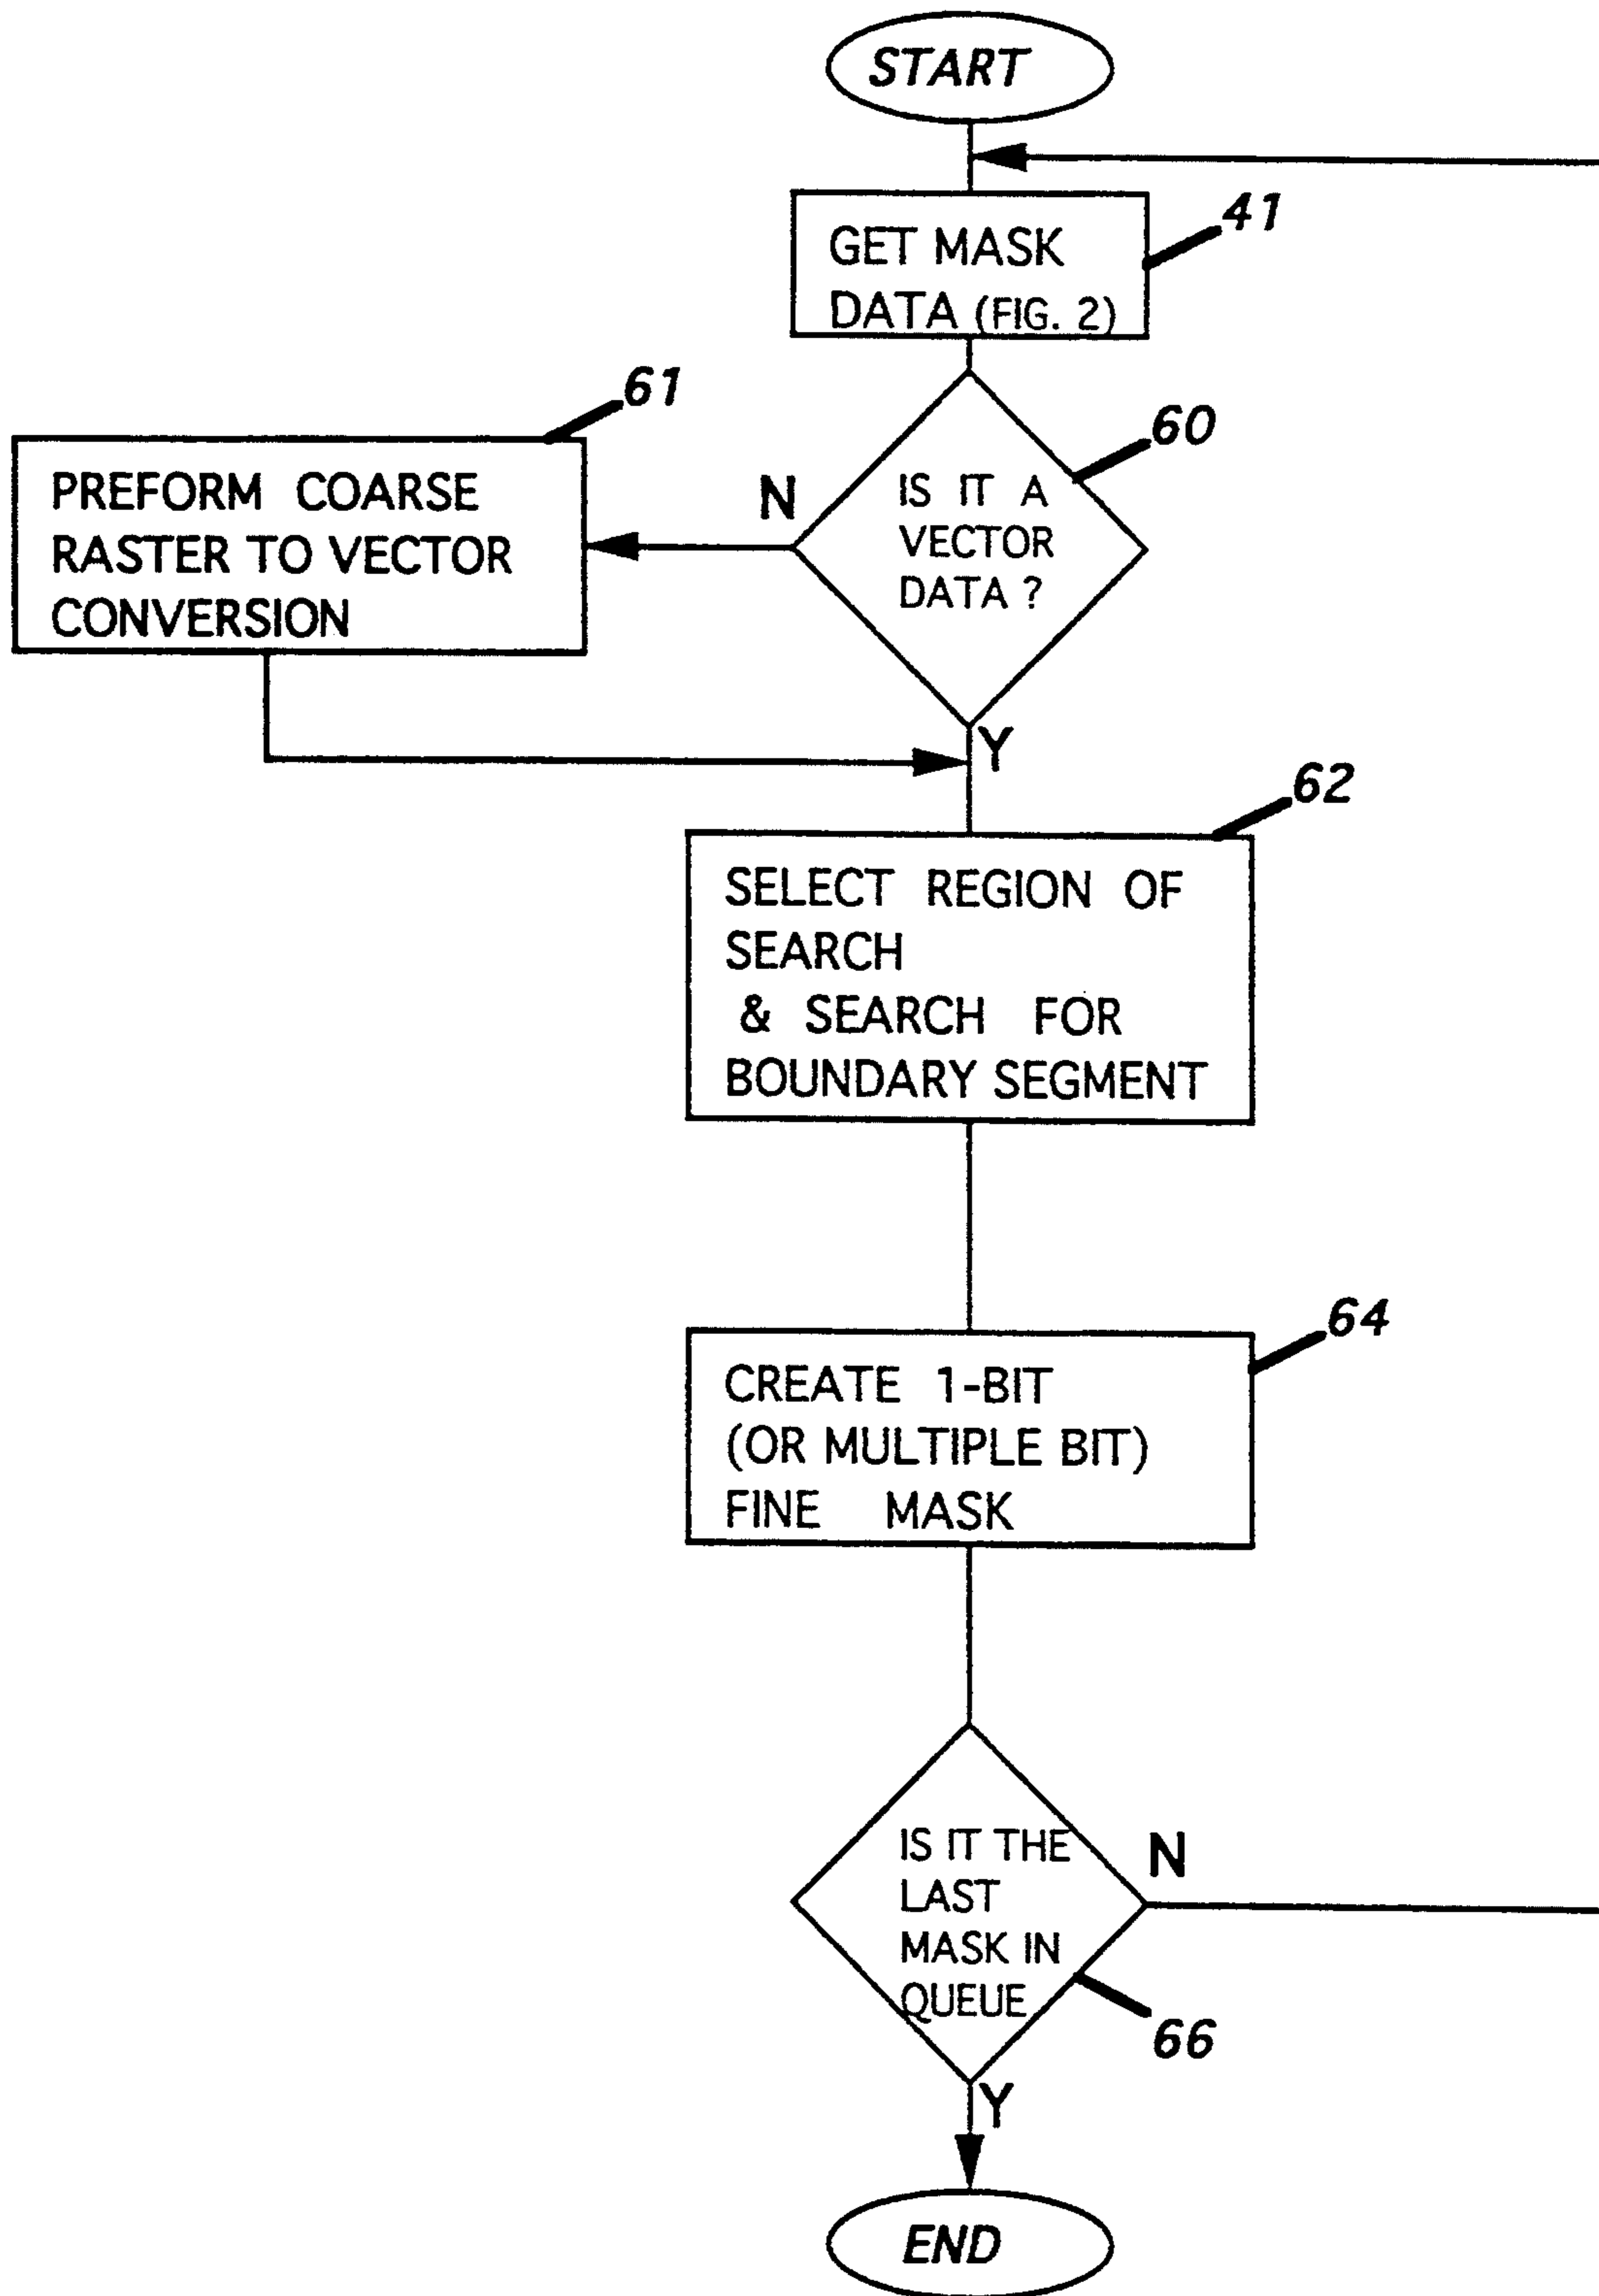 START
GET MASK
DATA (FIG. 2)
41
61
60
PREFORM COARSE
RASTER TO VECTOR
CONVERSION
N
IS IT A
VECTOR
DATA ?
Y
62
SELECT REGION OF
SEARCH
& SEARCH FOR
BOUNDARY SEGMENT
64
CREATE 1-BIT
(OR MULTIPLE BIT)
FINE MASK
IS IT THE
LAST
MASK IN
QUEUE
N
66
Y
END